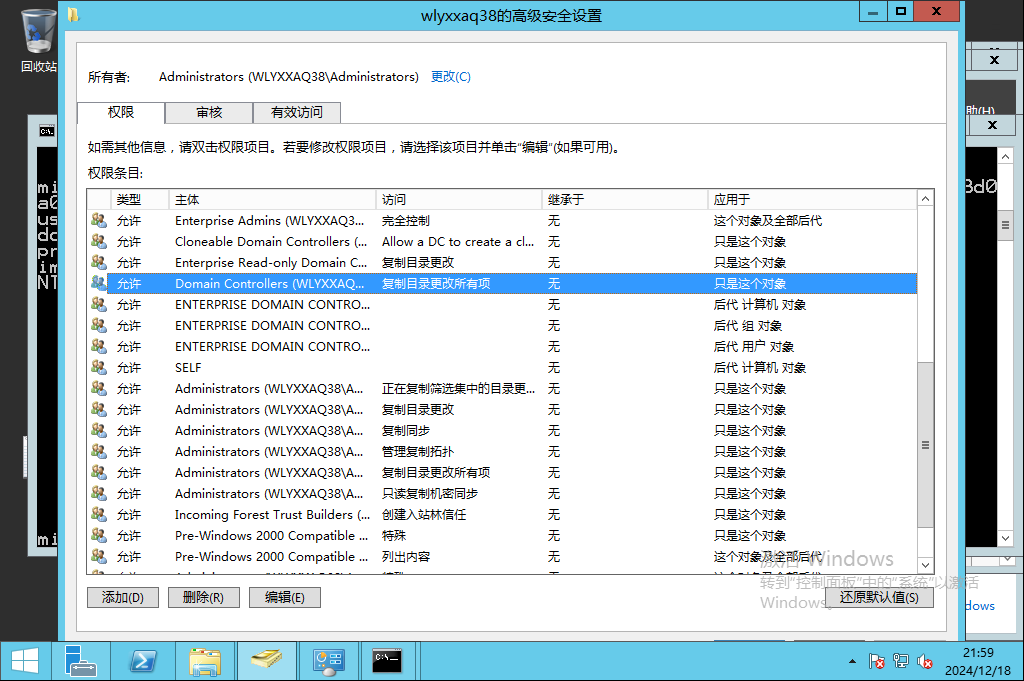 wlyxxaq38的高级安全设置
回收站
所有者: Administrators (WLYXXAQ38\Administrators) 更改(C)
权限 审核 有效访问
如需其他信息，请双击权限项目。若要修改权限项目，请选择该项目并单击“编辑”(如果可用)。
权限条目:
类型 主体 访问 继承于 应用于
允许 Enterprise Admins (WLYXXAQ3... 完全控制 无 这个对象及全部后代
允许 Cloneable Domain Controllers (... Allow a DC to create a cl... 无 只是这个对象
允许 Enterprise Read-only Domain C... 复制目录更改 无 只是这个对象
允许 Domain Controllers (WLYXXAQ... 复制目录更改所有项 无 只是这个对象
允许 ENTERPRISE DOMAIN CONTRO... 无 后代 计算机 对象
允许 ENTERPRISE DOMAIN CONTRO... 无 后代 组 对象
允许 ENTERPRISE DOMAIN CONTRO... 无 后代 用户 对象
允许 SELF 无 后代 计算机 对象
允许 Administrators (WLYXXAQ38\A... 正在复制筛选集中的目录更... 无 只是这个对象
允许 Administrators (WLYXXAQ38\A... 复制目录更改 无 只是这个对象
允许 Administrators (WLYXXAQ38\A... 复制同步 无 只是这个对象
允许 Administrators (WLYXXAQ38\A... 管理复制拓扑 无 只是这个对象
允许 Administrators (WLYXXAQ38\A... 复制目录更改所有项 无 只是这个对象
允许 Administrators (WLYXXAQ38\A... 只读复制机密同步 无 只是这个对象
允许 Incoming Forest Trust Builders (... 创建入站林信任 无 只是这个对象
允许 Pre-Windows 2000 Compatible ... 特殊 无 只是这个对象
允许 Pre-Windows 2000 Compatible ... 列出内容 无 这个对象及全部后代
添加(D) 删除(R) 编辑(E) 还原默认值(S)
激活 Windows
转到“控制面板”中的“系统”以激活
Windows。
助(H)
3d0
mi
a0
us
do
pr
im
NT
mi
dows
21:59
2024/12/18